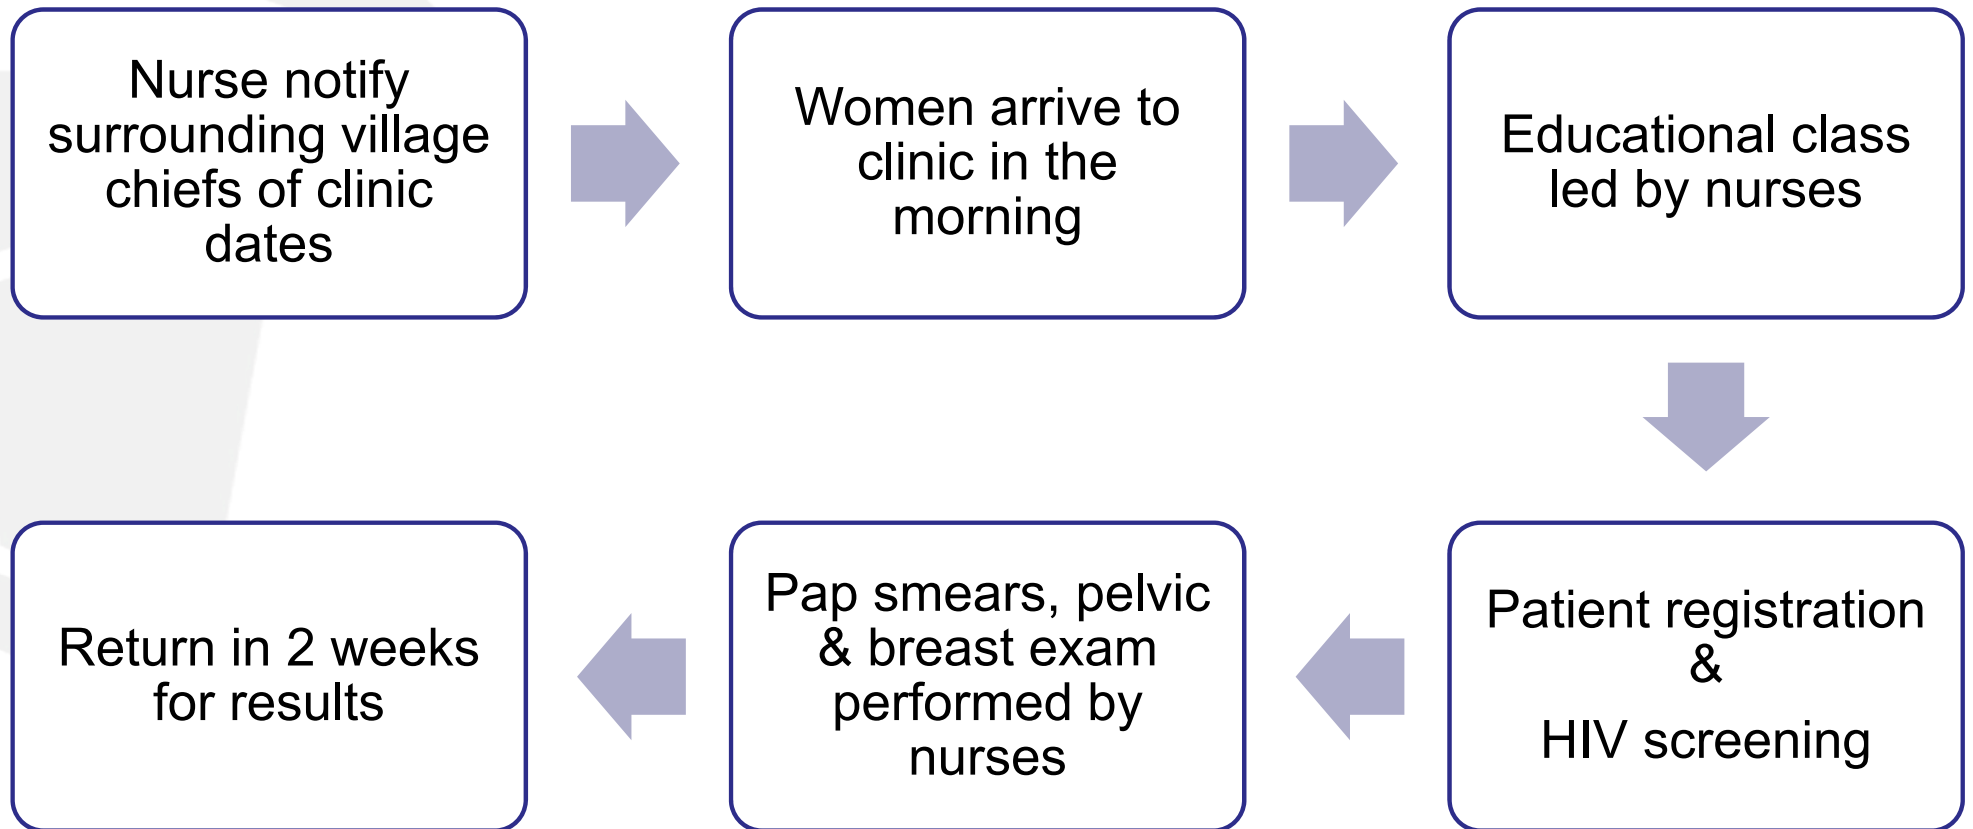 Nurse notify
surrounding village
chiefs of clinic
dates
Women arrive to
clinic in the
morning
Educational class
led by nurses
Patient registration
&
HIV screening
Pap smears, pelvic
& breast exam
performed by
nurses
Return in 2 weeks
for results